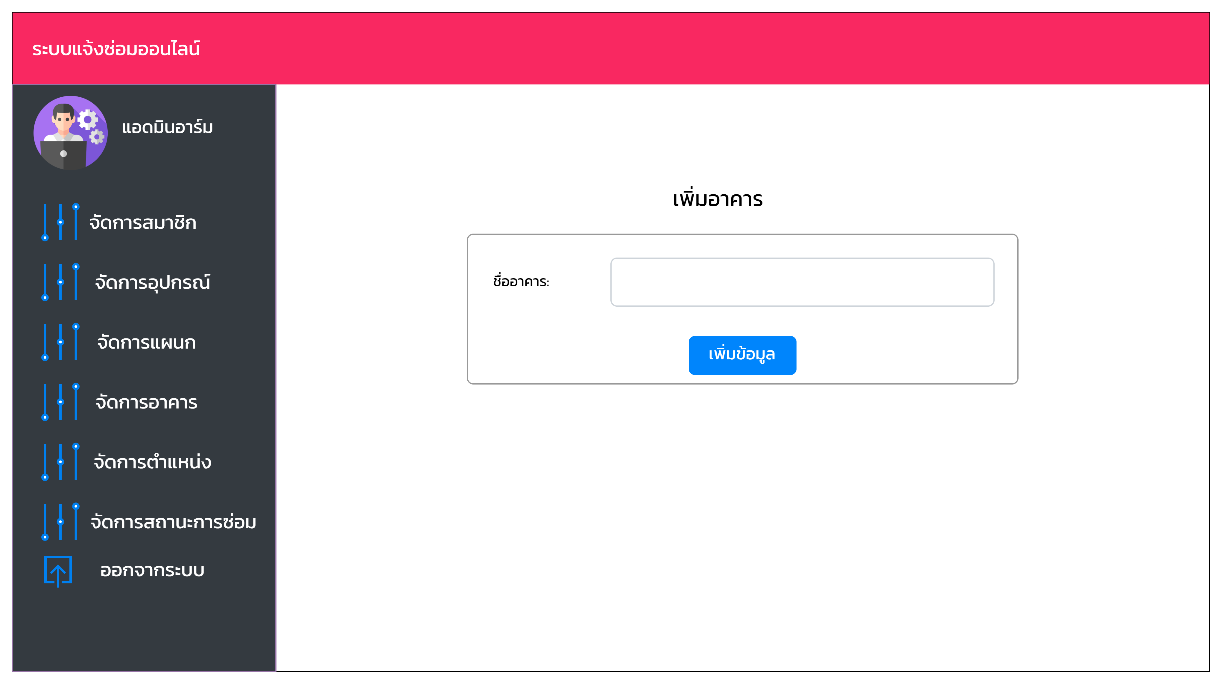 ระบบแจ้งซ่อมออนไลน์
แอดมินอาร์ม
จัดการสมาชิก
จัดการอุปกรณ์
จัดการแผนก
จัดการอาคาร
จัดการตำแหน่ง
จัดการสถานะการซ่อม
ออกจากระบบ
เพิ่มอาคาร
ชื่ออาคาร:
เพิ่มข้อมูล